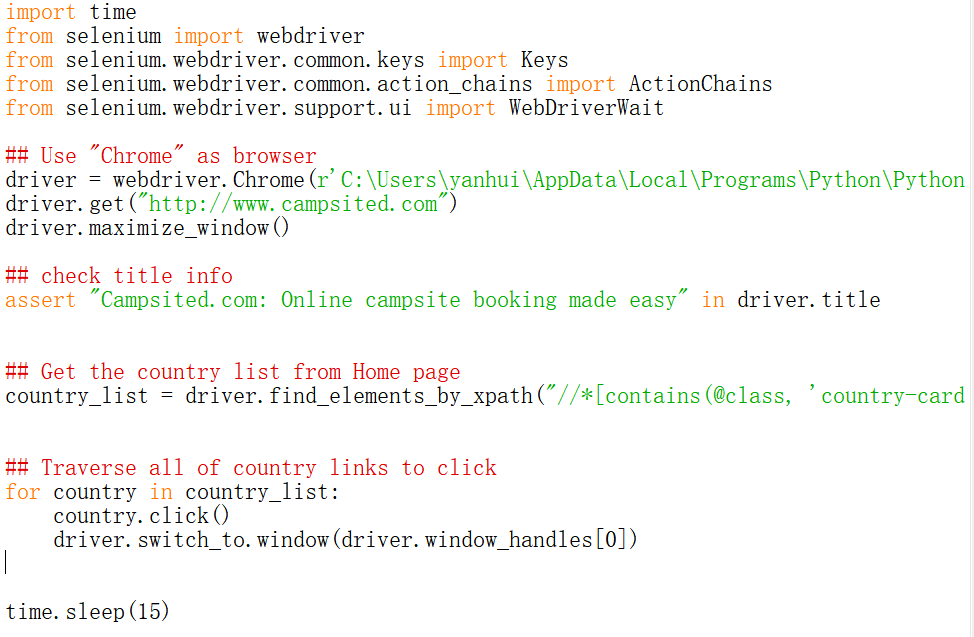 import time
from selenium import webdriver
from selenium.webdriver.common.keys import Keys
from selenium.webdriver.common.action_chains import ActionChains
from selenium.webdriver.support.ui import WebDriverWait
## Use "Chrome" as browser
driver = webdriver.Chrome(r'C:\Users\yanhui\AppData\Local\Programs\Python\Python
driver.get("http://www.campsited.com")
driver.maximize_window()
## check title info
assert "Campsited.com: Online campsite booking made easy" in driver.title
## Get the country list from Home page
country_list = driver.find_elements_by_xpath("//*[contains(@class, 'country-card
## Traverse all of country links to click
for country in country_list:
    country.click()
    driver.switch_to.window(driver.window_handles[0])
time.sleep(15)